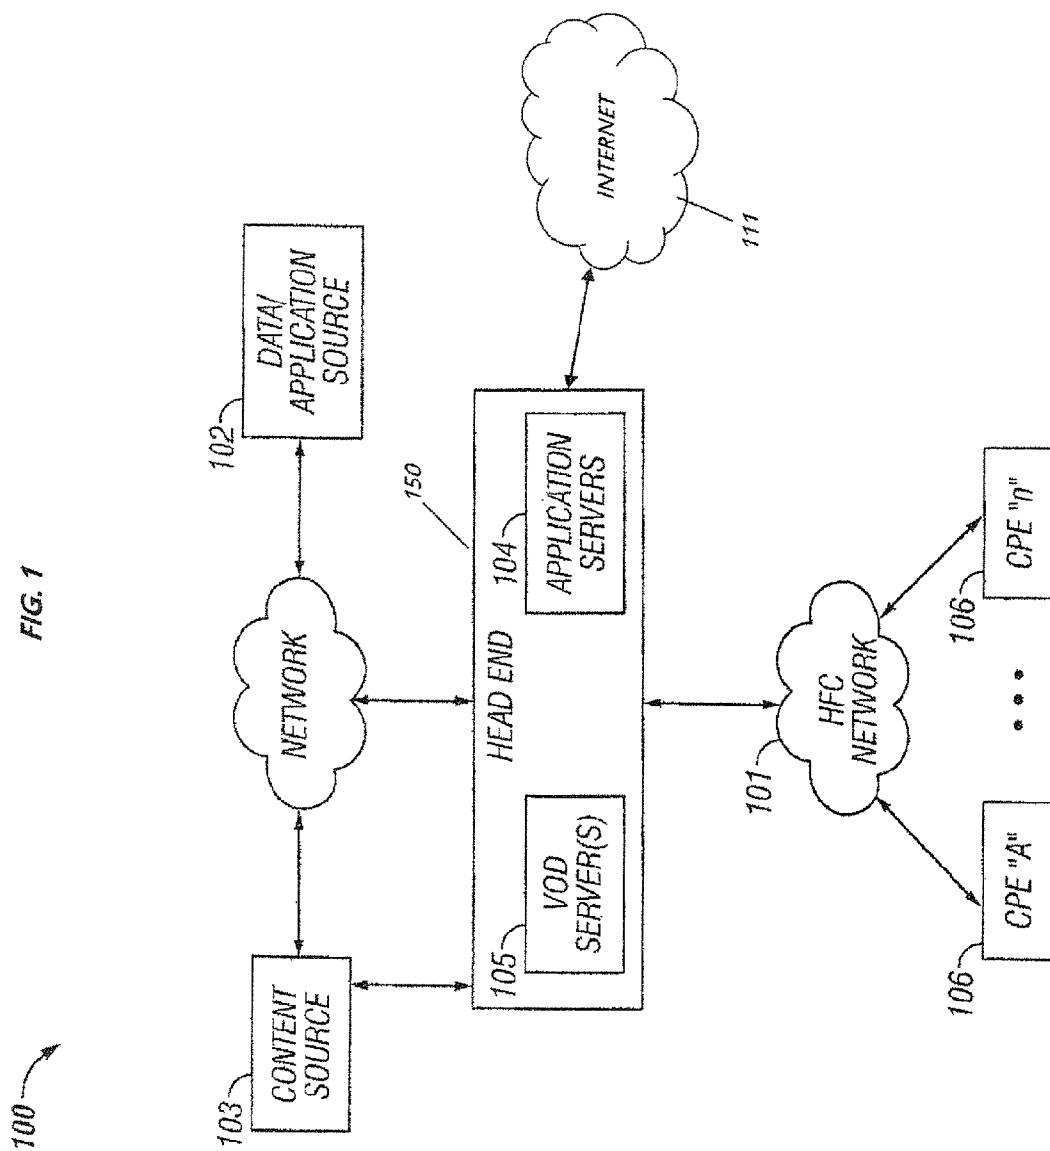 FIG. 1
100
103
CONTENT
SOURCE
NETWORK
102
DATA/
APPLICATION
SOURCE
150
HEAD END
105
VOD
SERVER(S)
104
APPLICATION
SERVERS
INTERNET
111
101
HFC
NETWORK
106
CPE "A"
106
CPE "n"